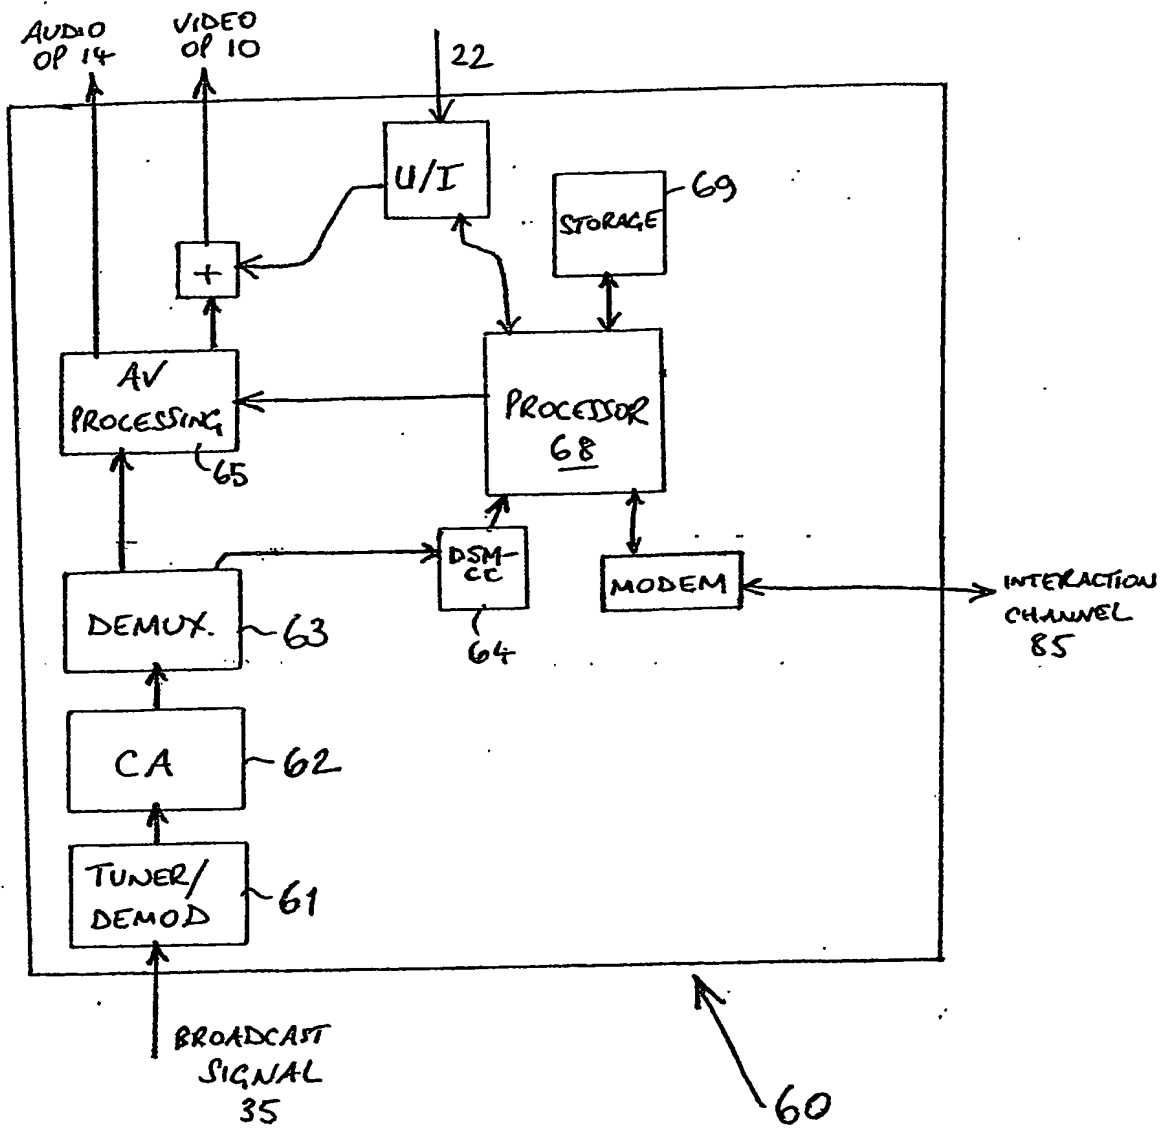 AUDIO
OP 14
VIDEO
OP 10
22
U/I
STORAGE
69
+
AV
PROCESSING
65
PROCESSOR
68
DSM-
CC
64
MODEM
INTERACTION
CHANNEL
85
DEMUX.
63
CA
62
TUNER/
DEMOD
61
BROADCAST
SIGNAL
35
60